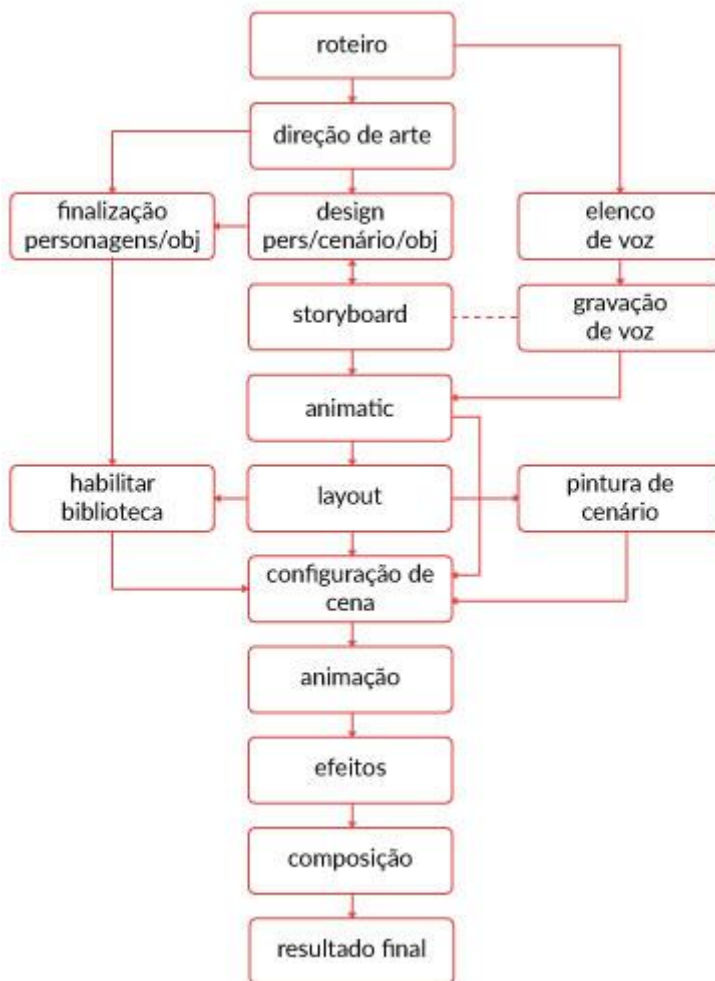 roteiro
direção de arte
finalização
personagens/obj
design
pers/cenário/obj
elenco
de voz
storyboard
gravação
de voz
animatic
habilitar
biblioteca
layout
pintura de
cenário
configuração de
cena
animação
efeitos
composição
resultado final